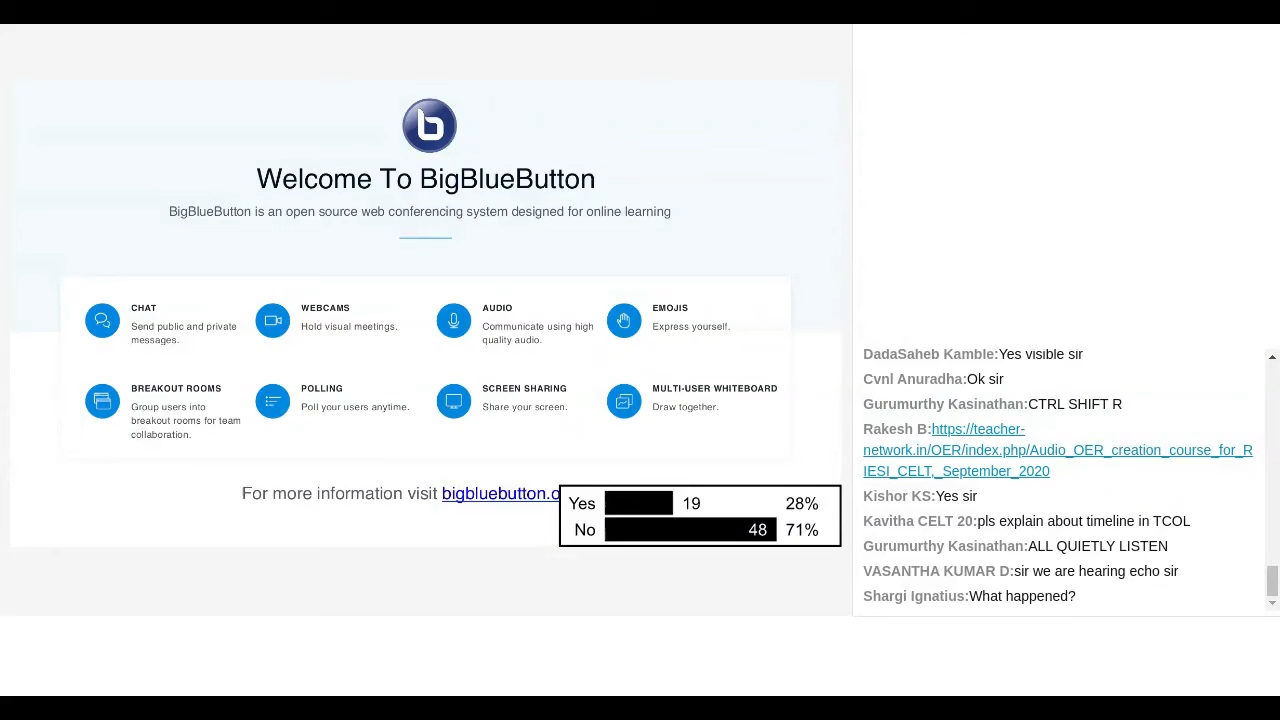 Welcome To BigBlueButton
BigBlueButton is an open source web conferencing system designed for online learning
CHAT
Send public and private
messages.
WEBCAMS
Hold visual meetings.
AUDIO
Communicate using high
quality audio.
EMOJIS
Express yourself.
BREAKOUT ROOMS
Group users into
breakout rooms for team
collaboration.
POLLING
Poll your users anytime.
SCREEN SHARING
Share your screen.
MULTI-USER WHITEBOARD
Draw together.
For more information visit bigbluebutton.o
Yes 19 28%
No 48 71%
DadaSaheb Kamble:Yes visible sir
Cvnl Anuradha:Ok sir
Gurumurthy Kasinathan:CTRL SHIFT R
Rakesh B:https://teacher-
network.in/OER/index.php/Audio_OER_creation_course_for_R
IESI_CELT,_September_2020
Kishor KS:Yes sir
Kavitha CELT 20:pls explain about timeline in TCOL
Gurumurthy Kasinathan:ALL QUIETLY LISTEN
VASANTHA KUMAR D:sir we are hearing echo sir
Shargi Ignatius:What happened?